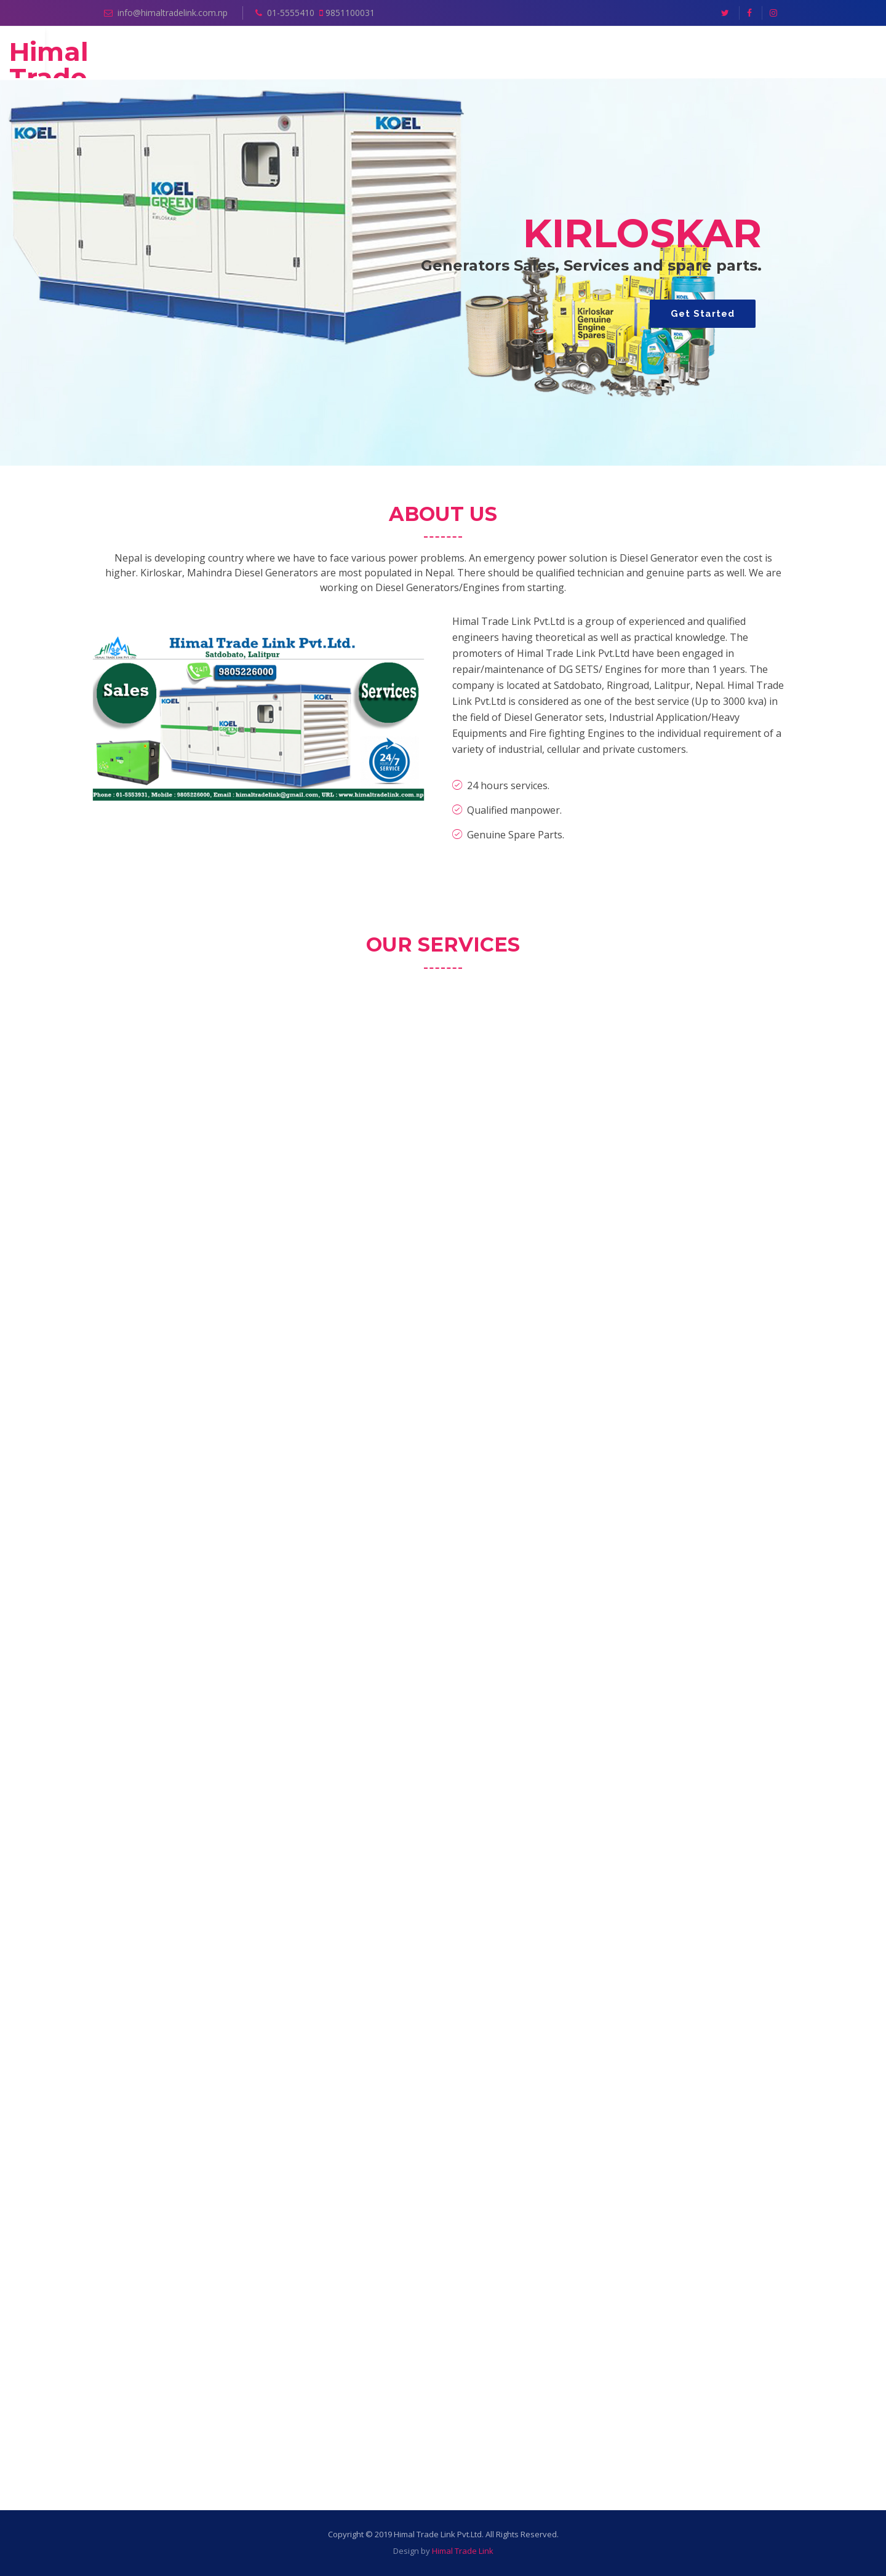 info@himaltradelink.com.np
01-5555410 9851100031
Himal
Trade
KOEL
KOEL
KOEL
GREEN
BY KIRLOSKAR
KIRLOSKAR
Generators Sales, Services and spare parts.
Kirloskar
Genuine
Engine
Spares
Get Started
ABOUT US
Nepal is developing country where we have to face various power problems. An emergency power solution is Diesel Generator even the cost is
higher. Kirloskar, Mahindra Diesel Generators are most populated in Nepal. There should be qualified technician and genuine parts as well. We are
working on Diesel Generators/Engines from starting.
Himal Trade Link Pvt.Ltd.
Satdobato, Lalitpur
24/7
9805226000
Sales
Services
KOEL
KOEL
KOEL
GREEN
24/7
SERVICE
Phone : 01-5553931, Mobile : 9805226000, Email : himaltradelink@gmail.com, URL : www.himaltradelink.com.np
Himal Trade Link Pvt.Ltd is a group of experienced and qualified
engineers having theoretical as well as practical knowledge. The
promoters of Himal Trade Link Pvt.Ltd have been engaged in
repair/maintenance of DG SETS/ Engines for more than 1 years. The
company is located at Satdobato, Ringroad, Lalitpur, Nepal. Himal Trade
Link Pvt.Ltd is considered as one of the best service (Up to 3000 kva) in
the field of Diesel Generator sets, Industrial Application/Heavy
Equipments and Fire fighting Engines to the individual requirement of a
variety of industrial, cellular and private customers.
24 hours services.
Qualified manpower.
Genuine Spare Parts.
OUR SERVICES
Copyright © 2019 Himal Trade Link Pvt.Ltd. All Rights Reserved.
Design by Himal Trade Link